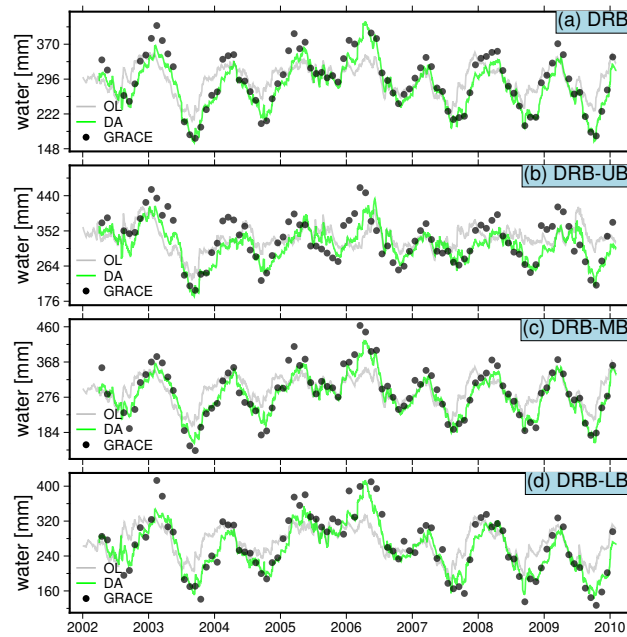 (a) DRB
water [mm]
370
296
222
148
OL
DA
GRACE
(b) DRB-UB
water [mm]
440
352
264
176
OL
DA
GRACE
(c) DRB-MB
water [mm]
460
368
276
184
OL
DA
GRACE
(d) DRB-LB
water [mm]
400
320
240
160
OL
DA
GRACE
2002 2003 2004 2005 2006 2007 2008 2009 2010